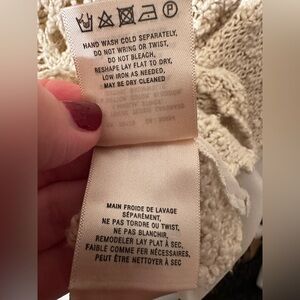 HAND WASH COLD SEPARATELY,
DO NOT WRING OR TWIST,
DO NOT BLEACH,
RESHAPE LAY FLAT TO DRY,
LOW IRON AS NEEDED,
MAY BE DRY CLEANED
MAIN FROIDE DE LAVAGE
SÉPARÉMENT,
NE PAS TORDRE OU TWIST,
NE PAS BLANCHIR,
REMODELER LAY PLAT À SEC,
FAIBLE COMME FER NÉCESSAIRES,
PEUT ÊTRE NETTOYER À SEC